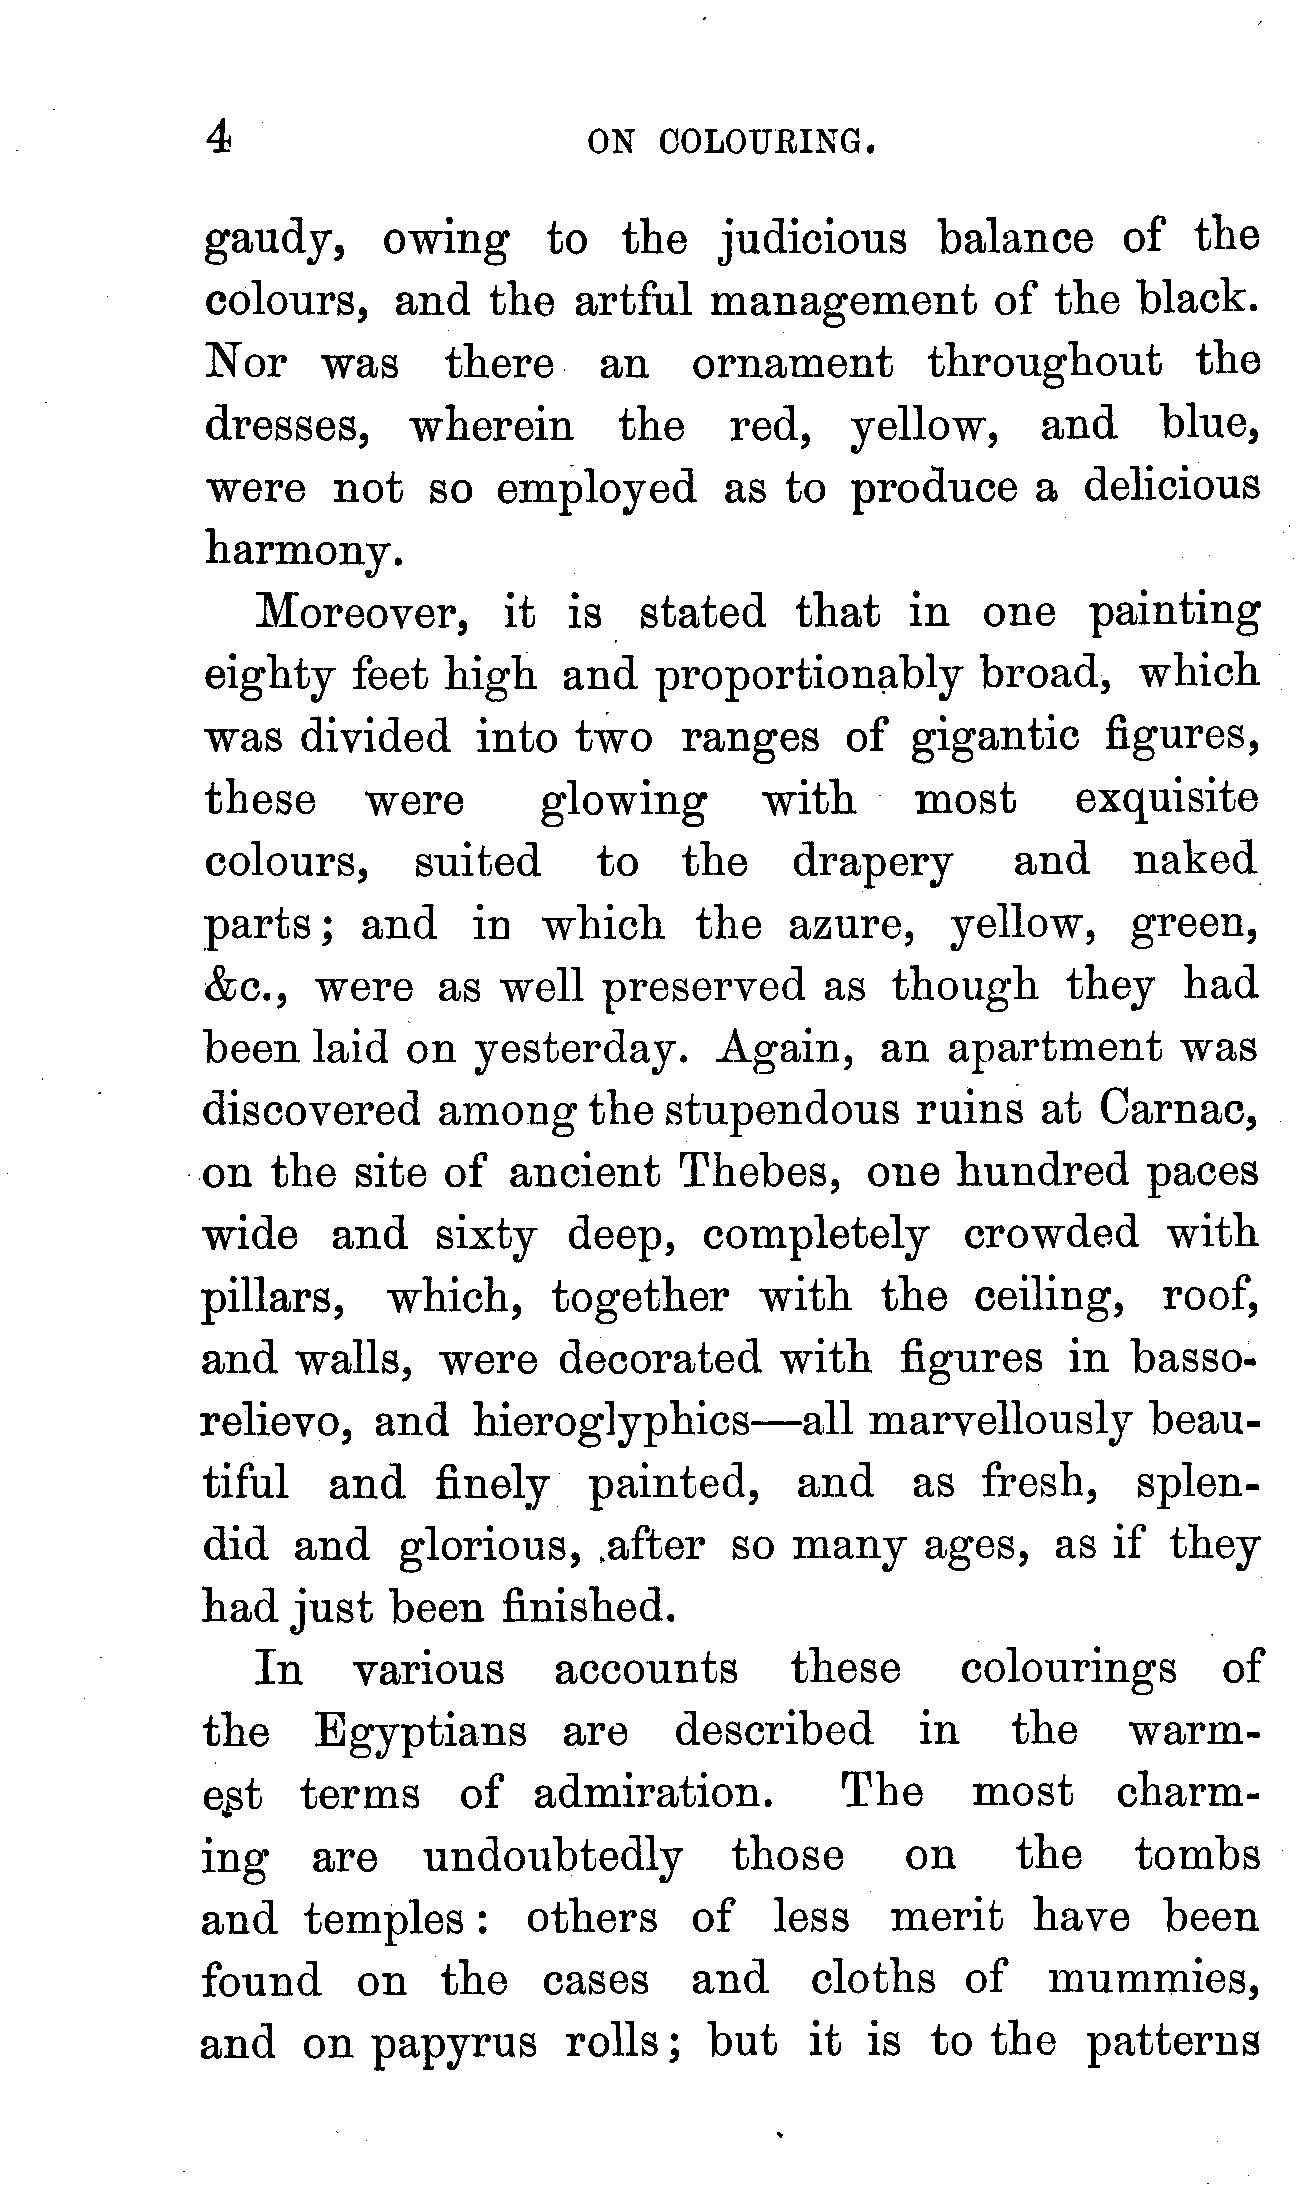 4 ON COLOURING.
gaudy, owing to the judicious balance of the
colours, and the artful management of the black.
Nor was there an ornament throughout the
dresses, wherein the red, yellow, and blue,
were not so employed as to produce a delicious
harmony.
Moreover, it is stated that in one painting
eighty feet high and proportionably broad, which
was divided into two ranges of gigantic figures,
these were glowing with most exquisite
colours, suited to the drapery and naked
parts; and in which the azure, yellow, green,
&c., were as well preserved as though they had
been laid on yesterday. Again, an apartment was
discovered among the stupendous ruins at Carnac,
on the site of ancient Thebes, one hundred paces
wide and sixty deep, completely crowded with
pillars, which, together with the ceiling, roof,
and walls, were decorated with figures in basso-
relievo, and hieroglyphics—all marvellously beau-
tiful and finely painted, and as fresh, splen-
did and glorious, after so many ages, as if they
had just been finished.
In various accounts these colourings of
the Egyptians are described in the warm-
est terms of admiration. The most charm-
ing are undoubtedly those on the tombs
and temples: others of less merit have been
found on the cases and cloths of mummies,
and on papyrus rolls; but it is to the patterns